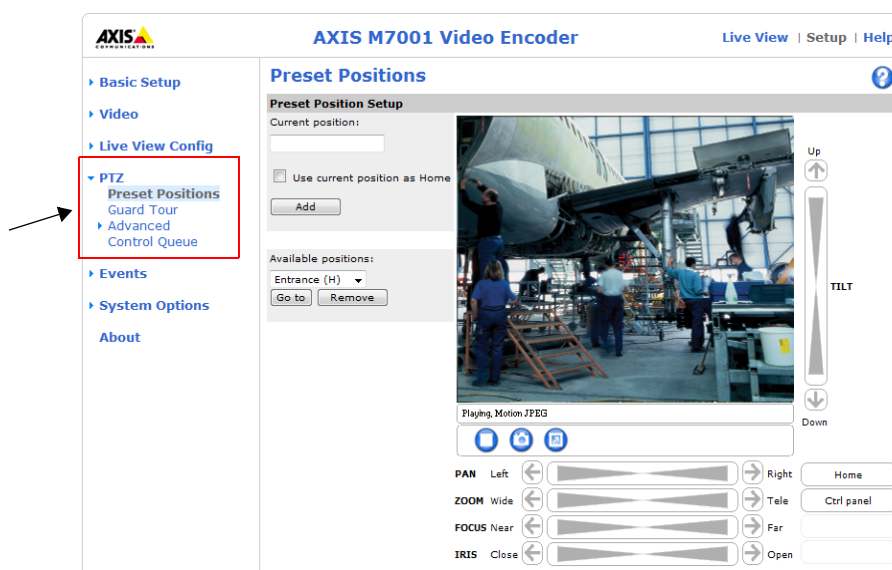 AXIS
COMMUNICATIONS
AXIS M7001 Video Encoder
Live View | Setup | Help
Basic Setup
Video
Live View Config
PTZ
Preset Positions
Guard Tour
Advanced
Control Queue
Events
System Options
About
Preset Positions
?
Preset Position Setup
Current position:
Use current position as Home
Add
Available positions:
Entrance (H)
Go to Remove
Up
TILT
Down
Playing, Motion JPEG
PAN Left Right Home
ZOOM Wide Tele Ctrl panel
FOCUS Near Far
IRIS Close Open